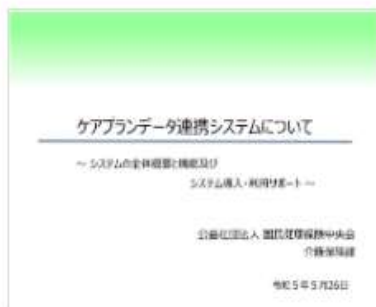 ケアプランデータ連携システムについて
～ システムの全体概要と機能及び
システム導入・利用サポート ～
公益社団法人 国民健康保険中央会
介護保険課
令和5年5月26日